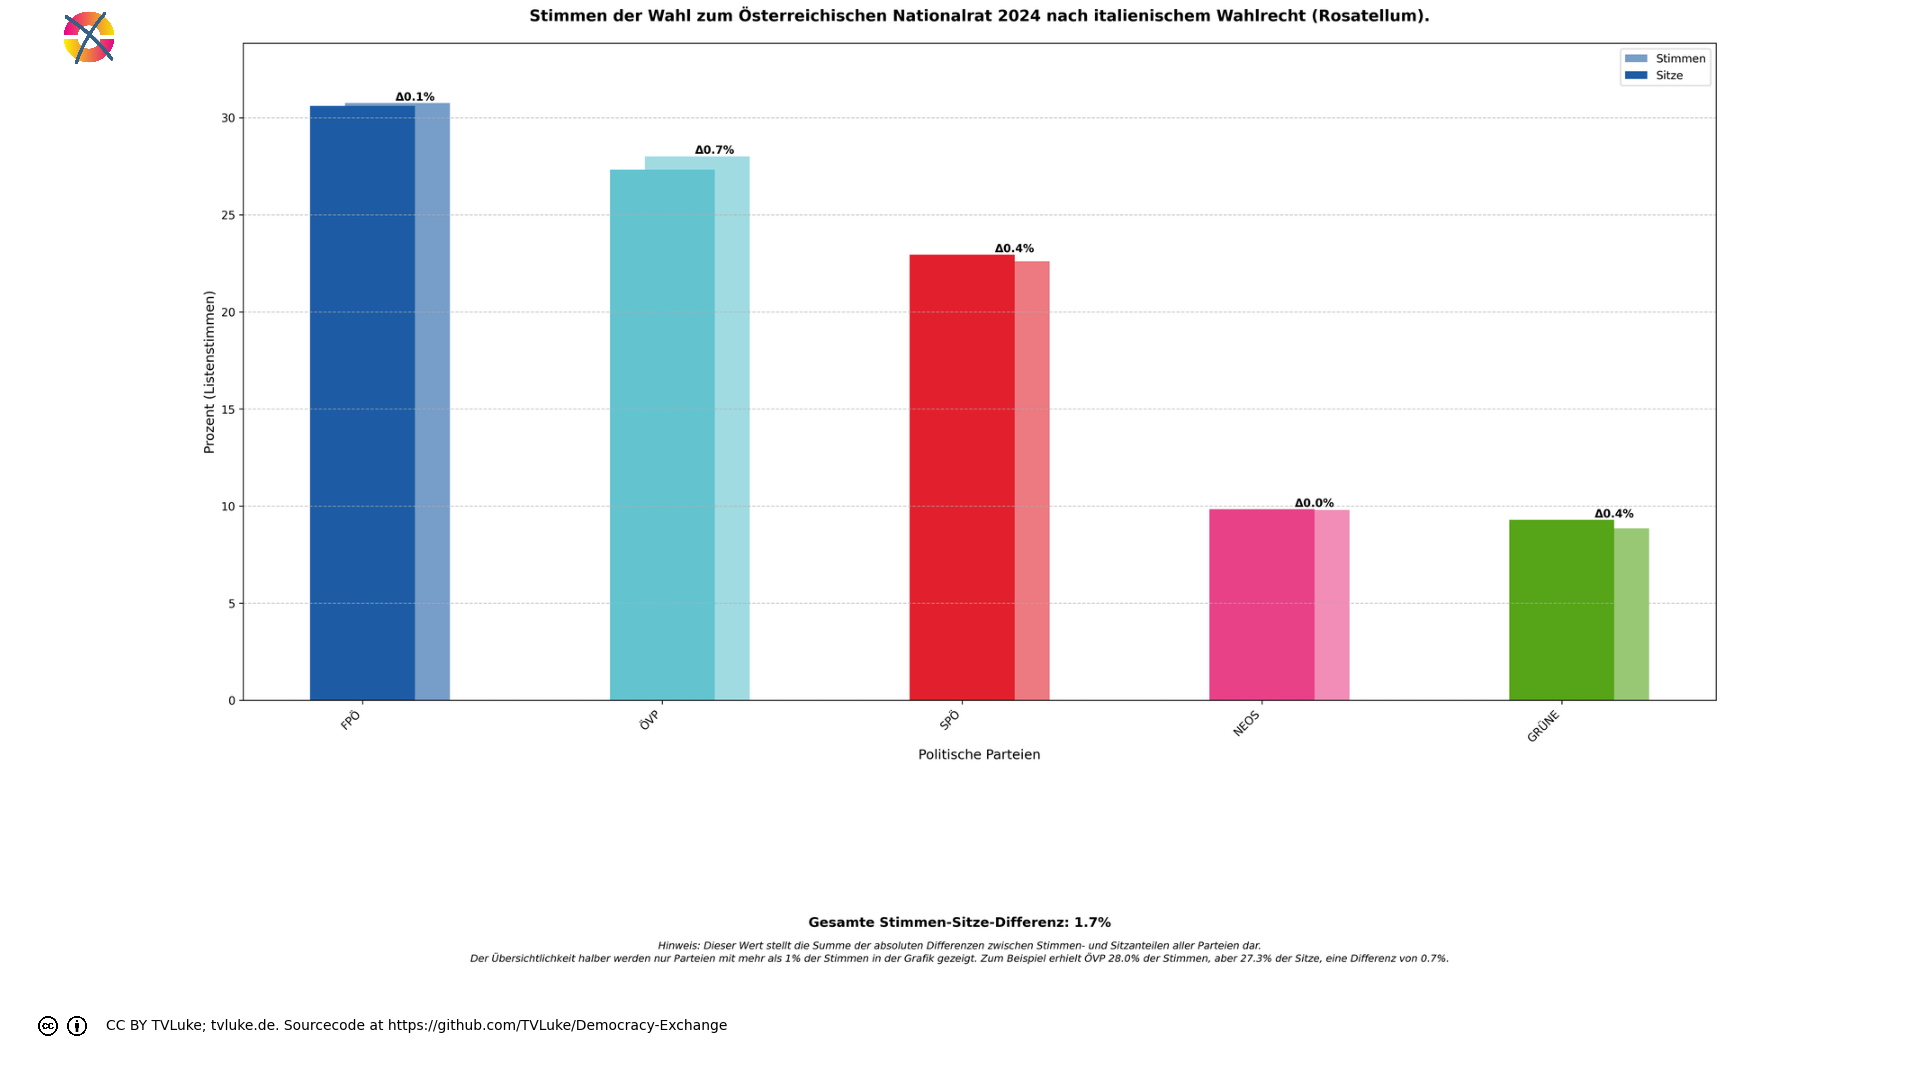 Stimmen der Wahl zum Österreichischen Nationalrat 2024 nach italienischem Wahlrecht (Rosatellum).
Stimmen
Sitze
Δ0.1%
Δ0.7%
Δ0.4%
Δ0.0%
Δ0.4%
30
25
20
15
10
5
0
Prozent (Listenstimmen)
FPÖ
ÖVP
SPÖ
NEOS
GRÜNE
Politische Parteien
Gesamte Stimmen-Sitze-Differenz: 1.7%
Hinweis: Dieser Wert stellt die Summe der absoluten Differenzen zwischen Stimmen- und Sitzanteilen aller Parteien dar.
Der Übersichtlichkeit halber werden nur Parteien mit mehr als 1% der Stimmen in der Grafik gezeigt. Zum Beispiel erhielt ÖVP 28.0% der Stimmen, aber 27.3% der Sitze, eine Differenz von 0.7%.
cc CC BY TVLuke; tvluke.de. Sourcecode at https://github.com/TVLuke/Democracy-Exchange